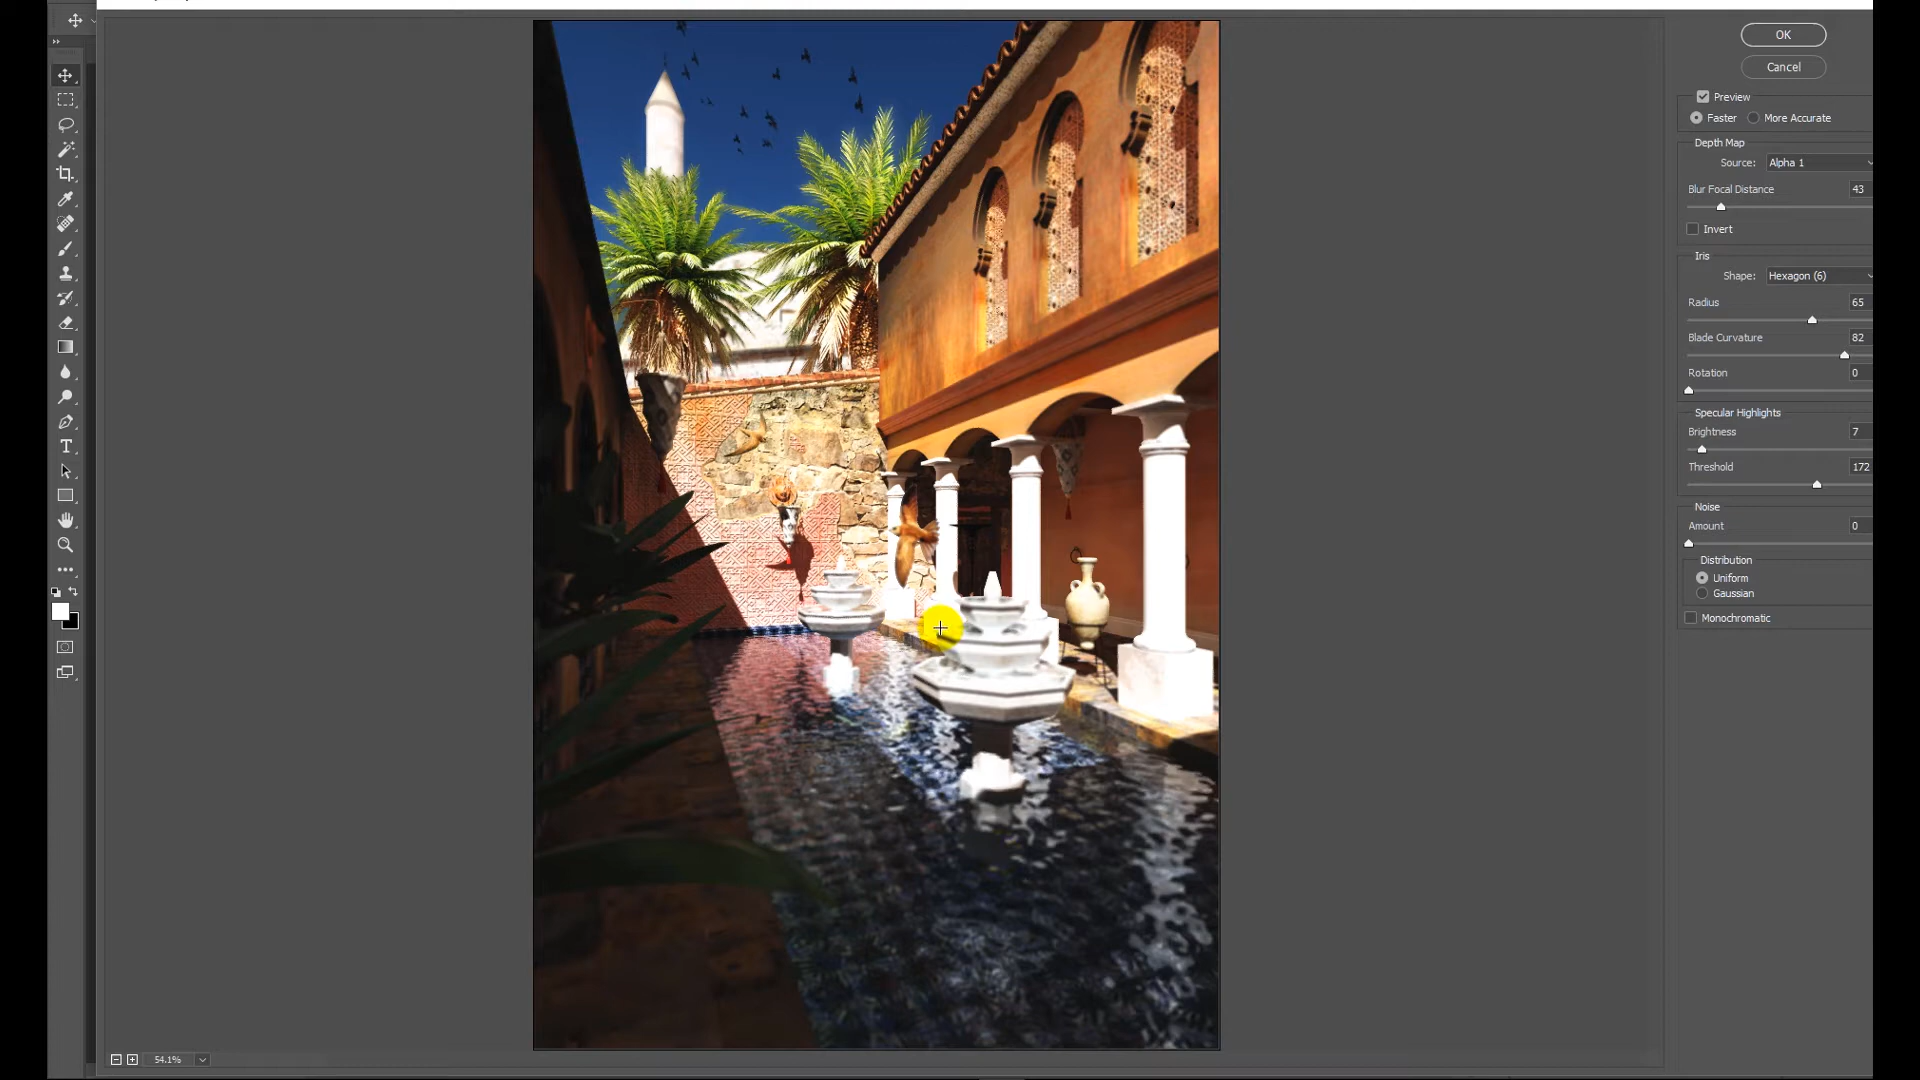 OK
Cancel
Preview
Faster More Accurate
Depth Map
Source: Alpha 1
Blur Focal Distance 43
Invert
Iris
Shape: Hexagon (6)
Radius 65
Blade Curvature 82
Rotation 0
Specular Highlights
Brightness 7
Threshold 172
Noise
Amount 0
Distribution
Uniform
Gaussian
Monochromatic
54.1%